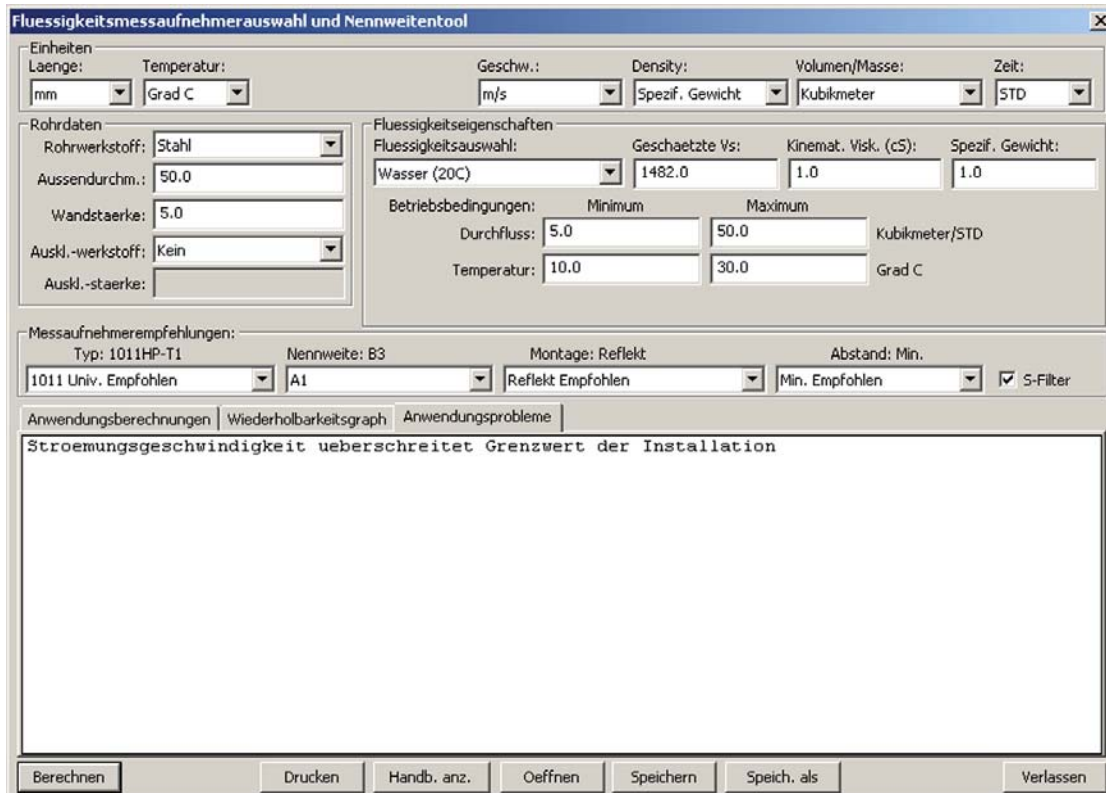 Fluessigkeitsmessaufnehmerauswahl und Nennweitentool
Einheiten
Laenge: Temperatur: Geschw.: Density: Volumen/Masse: Zeit:
mm Grad C m/s Spezif. Gewicht Kubikmeter STD
Rohrdaten
Rohrwerkstoff: Stahl
Aussendurchm.: 50.0
Wandstaerke: 5.0
Auskl.-werkstoff: Kein
Auskl.-staerke:
Fluessigkeitseigenschaften
Fluessigkeitsauswahl: Geschaetzte Vs: Kinemat. Visk. (cS): Spezif. Gewicht:
Wasser (20C) 1482.0 1.0 1.0
Betriebsbedingungen: Minimum Maximum
Durchfluss: 5.0 50.0 Kubikmeter/STD
Temperatur: 10.0 30.0 Grad C
Messaufnehmerempfehlungen:
Typ: 1011HP-T1 Nennweite: B3 Montage: Reflekt Abstand: Min.
1011 Univ. Empfohlen A1 Reflekt Empfohlen Min. Empfohlen S-Filter
Anwendungsberechnungen Wiederholbarkeitsgraph Anwendungsprobleme
Stroemungsgeschwindigkeit ueberschreitet Grenzwert der Installation
Berechnen Drucken Handb. anz. Oeffnen Speichern Speich. als Verlassen